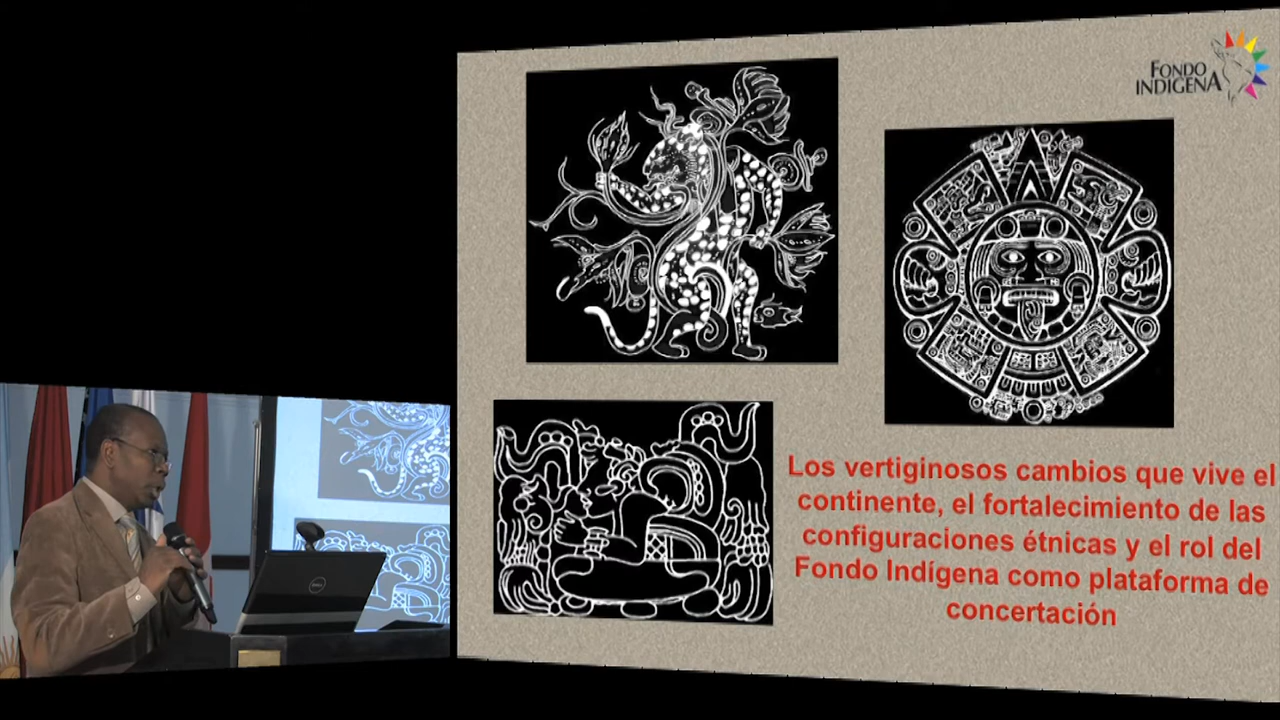 FONDO
INDÍGENA
Los vertiginosos cambios que vive el
continente, el fortalecimiento de las
configuraciones étnicas y el rol del
Fondo Indígena como plataforma de
concertación
DELL